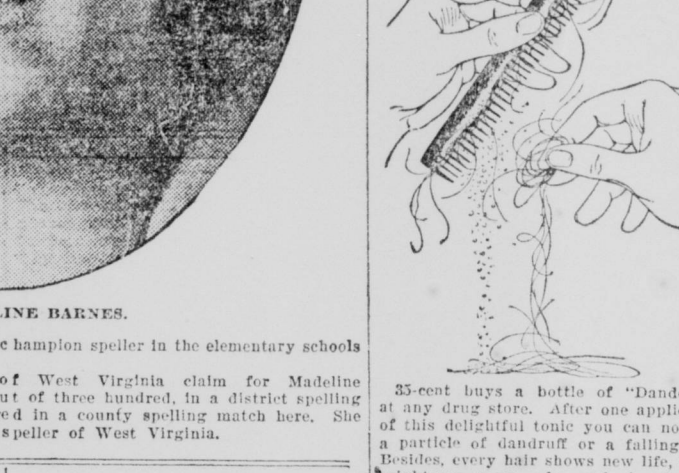 LINE BARNES.
c hampion speller in the elementary schools
of West Virginia claim for Madeline
ut of three hundred, in a district spelling
ed in a county spelling match here. She
speller of West Virginia.
35-cent buys a bottle of "Dand
at any drug store. After one appli
of this delightful tonic you can no
a particle of dandruff or a falling
Besides, every hair shows new life,